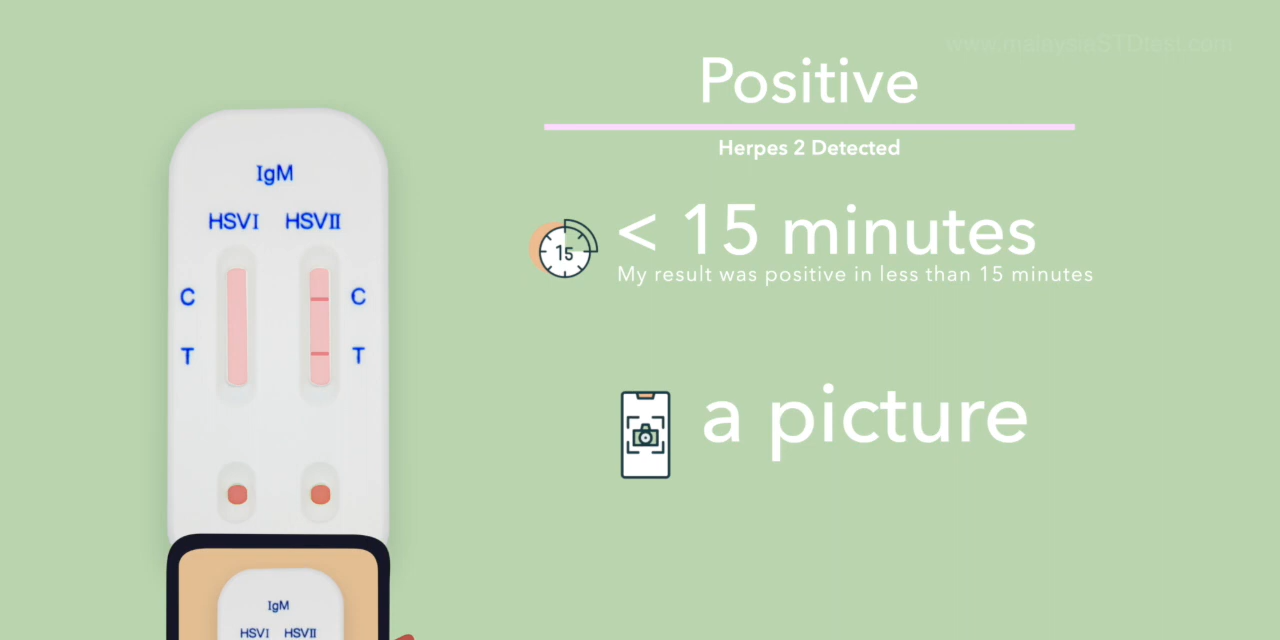 Positive
Herpes 2 Detected
IgM
HSVI HSVII
C C
T T
15
< 15 minutes
My result was positive in less than 15 minutes
a picture
IgM
HSVI HSVII